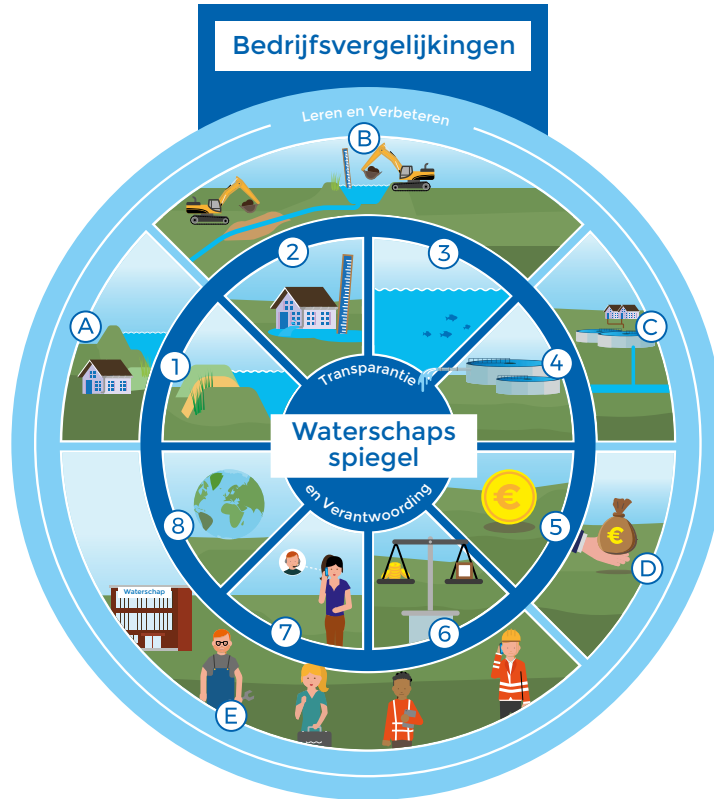 Bedrijfsvergelijkingen
Leren en Verbeteren
B
2
3
A
C
1
4
Transparantie
Waterschaps
spiegel
en Verantwoording
8
5
D
Waterschap
7
6
E